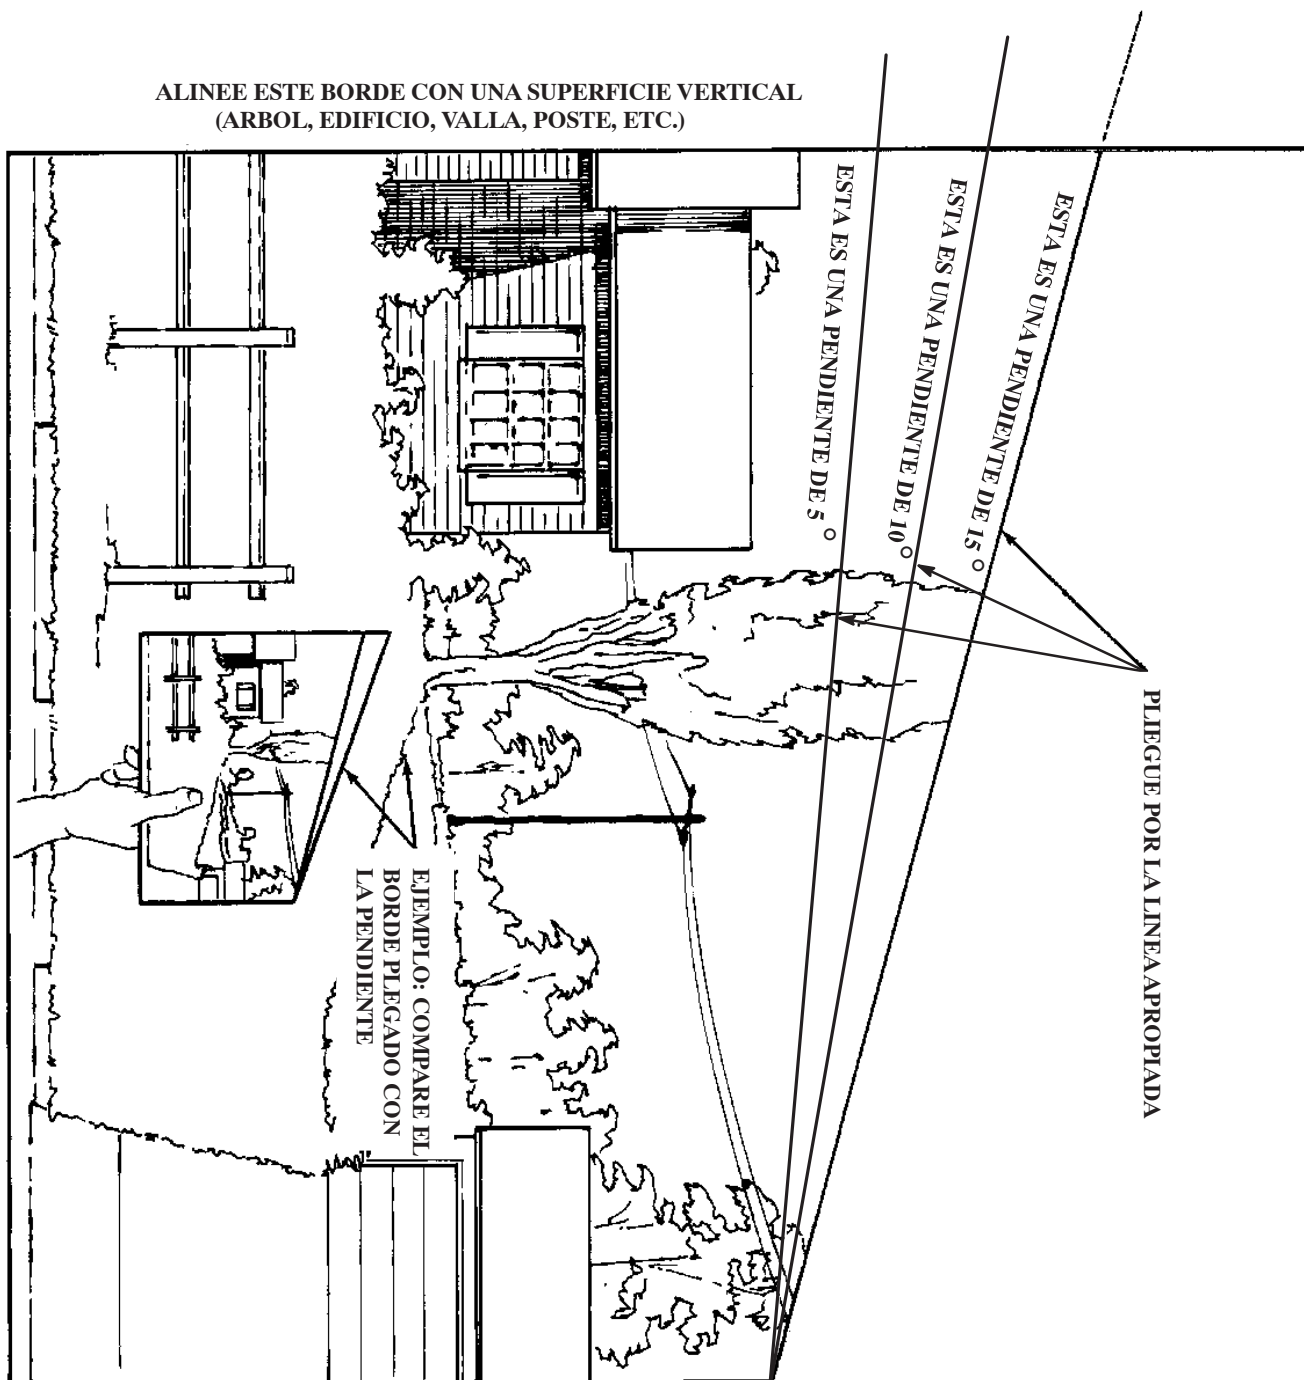 ALINEE ESTE BORDE CON UNA SUPERFICIE VERTICAL
(ARBOL, EDIFICIO, VALLA, POSTE, ETC.)
ESTA ES UNA PENDIENTE DE 5°
ESTA ES UNA PENDIENTE DE 10°
ESTA ES UNA PENDIENTE DE 15°
PLIEGUE POR LA LINEA APROPIADA
EJEMPLO: COMPARE EL
BORDE PLEGADO CON
LA PENDIENTE